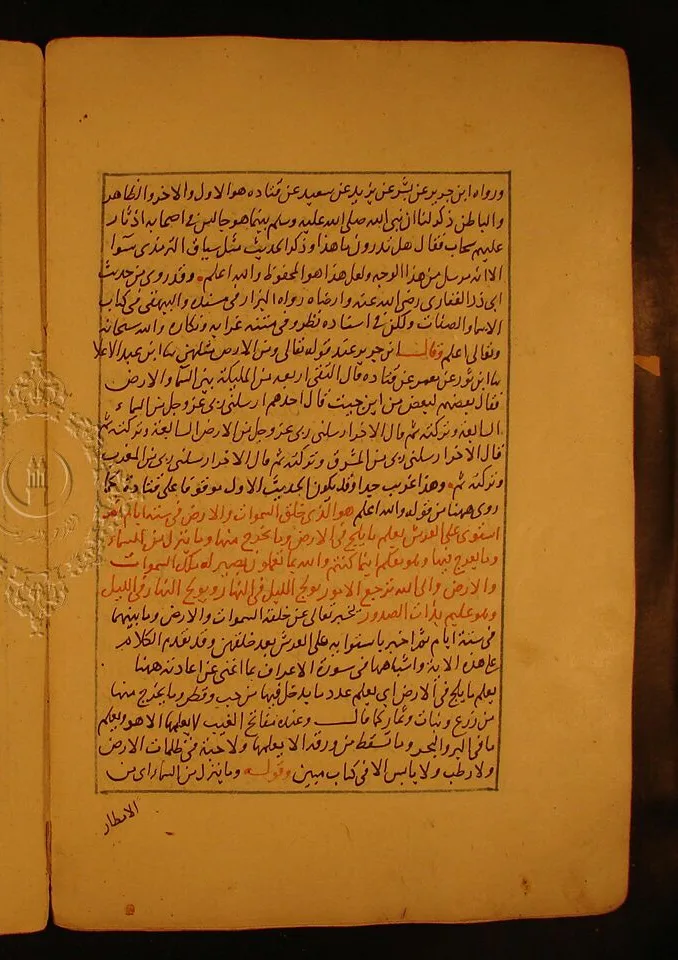 ورواه ابن جرير عن بشر عن يزيد عن سعيد عن قتاده هو الاول والاخر والظاهر
والباطن ذكر لنا ان نبي الله صلى الله عليه وسلم بينما هو جالس في اصحابه اذ ثار
عليهم سحاب فقال هل تدرون ما هذا وذكر الحديث مثل سياق الترمذي سوا
الا انه مرسل من هذا الوجه ولعل هذا هو المحفوظ والله اعلم وقد روى من حديث
ابي ذر الغفاري رضي الله عنه وارضاه رواه البزار في مسنده والبيهقي في كتاب
الاسما والصفات ولكن في اسناده نظر وفي متنه غرابه ونكاره والله سبحانه
وتعالى اعلم وقال ابن جرير عند قوله تعالى ومن الارض مثلهن ثنا ابن عبد الاعلا
ثنا ابن ثور عن معمر عن قتاده قال التقى اربعه من المليكة بين السما والارض
فقال بعضهم لبعض من اين جيت قال احدهم ارسلني ربي عز وجل من السماء
السابعة وتركته ثم قال الاخر ارسلني ربي عز وجل من الارض السابعة وتركته ثم
قال الاخر ارسلني ربي من المشرق وتركته ثم قال الاخر ارسلني ربي من المغرب
وتركته ثم وهذا غريب جدا وقد يكون الحديث الاول موقوفا على قتادة كما
روي ههنا من قوله والله اعلم هو الذي خلق السموات والارض في ستة ايام ثم
استوى على العرش يعلم ما يلج في الارض وما يخرج منها وما ينزل من السماء
وما يعرج فيها وهو معكم اينما كنتم والله بما تعملون بصير له ملك السموات
والارض والى الله ترجع الامور يولج الليل في النهار ويولج النهار في الليل
وهو عليم بذات الصدور يخبر تعالى عن خلقه السموات والارض وما بينهما
في ستة ايام ثم اخبر باستوايه على العرش بعد خلقهن وقد تقدم الكلام
على هذه الاية واشباهها في سورة الاعراف بما اغنى عن اعادته ههنا
يعلم ما يلج في الارض اي يعلم عدد ما يدخل فيها من حب وقطر وما يخرج منها
من زرع ونبات وثمار كما قال وعنده مفاتح الغيب لا يعلمها الا هو ويعلم
ما في البر والبحر وما تسقط من ورقة الا يعلمها ولا حبة في ظلمات الارض
ولا رطب ولا يابس الا في كتاب مبين وقوله وما ينزل من السما اي من
الامطار